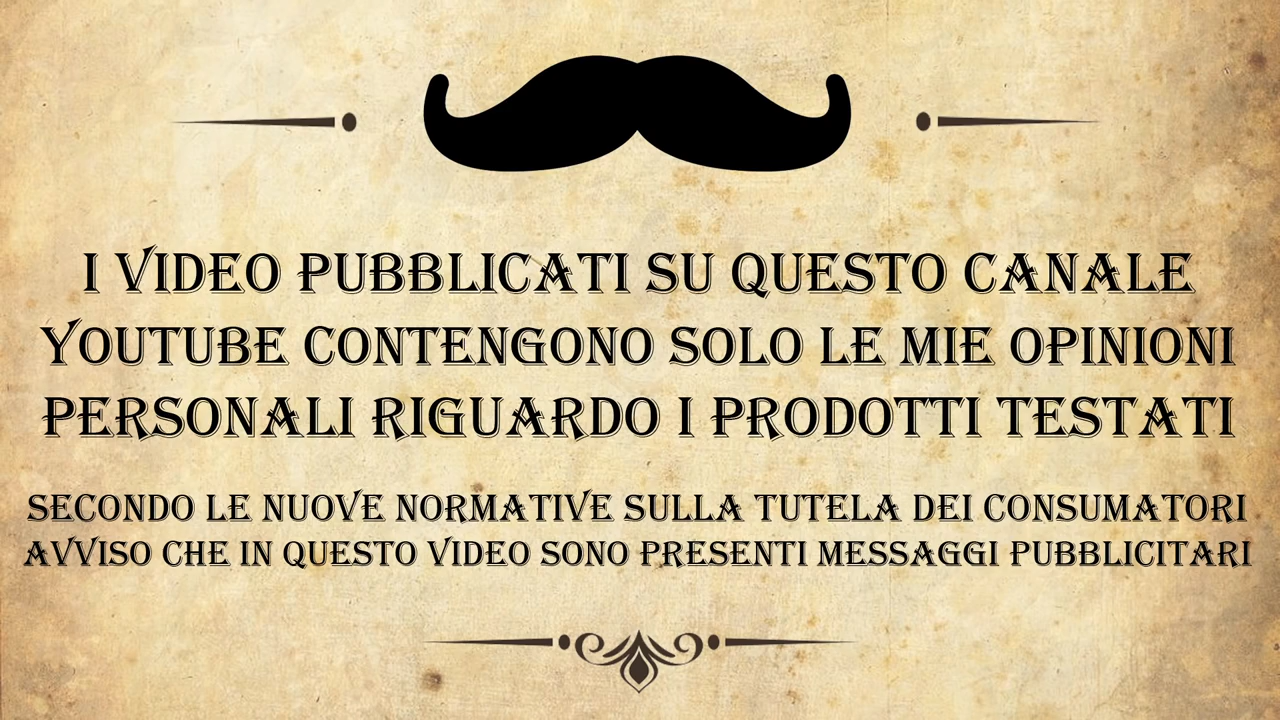 I VIDEO PUBBLICATI SU QUESTO CANALE
YOUTUBE CONTENGONO SOLO LE MIE OPINIONI
PERSONALI RIGUARDO I PRODOTTI TESTATI
SECONDO LE NUOVE NORMATIVE SULLA TUTELA DEI CONSUMATORI
AVVISO CHE IN QUESTO VIDEO SONO PRESENTI MESSAGGI PUBBLICITARI